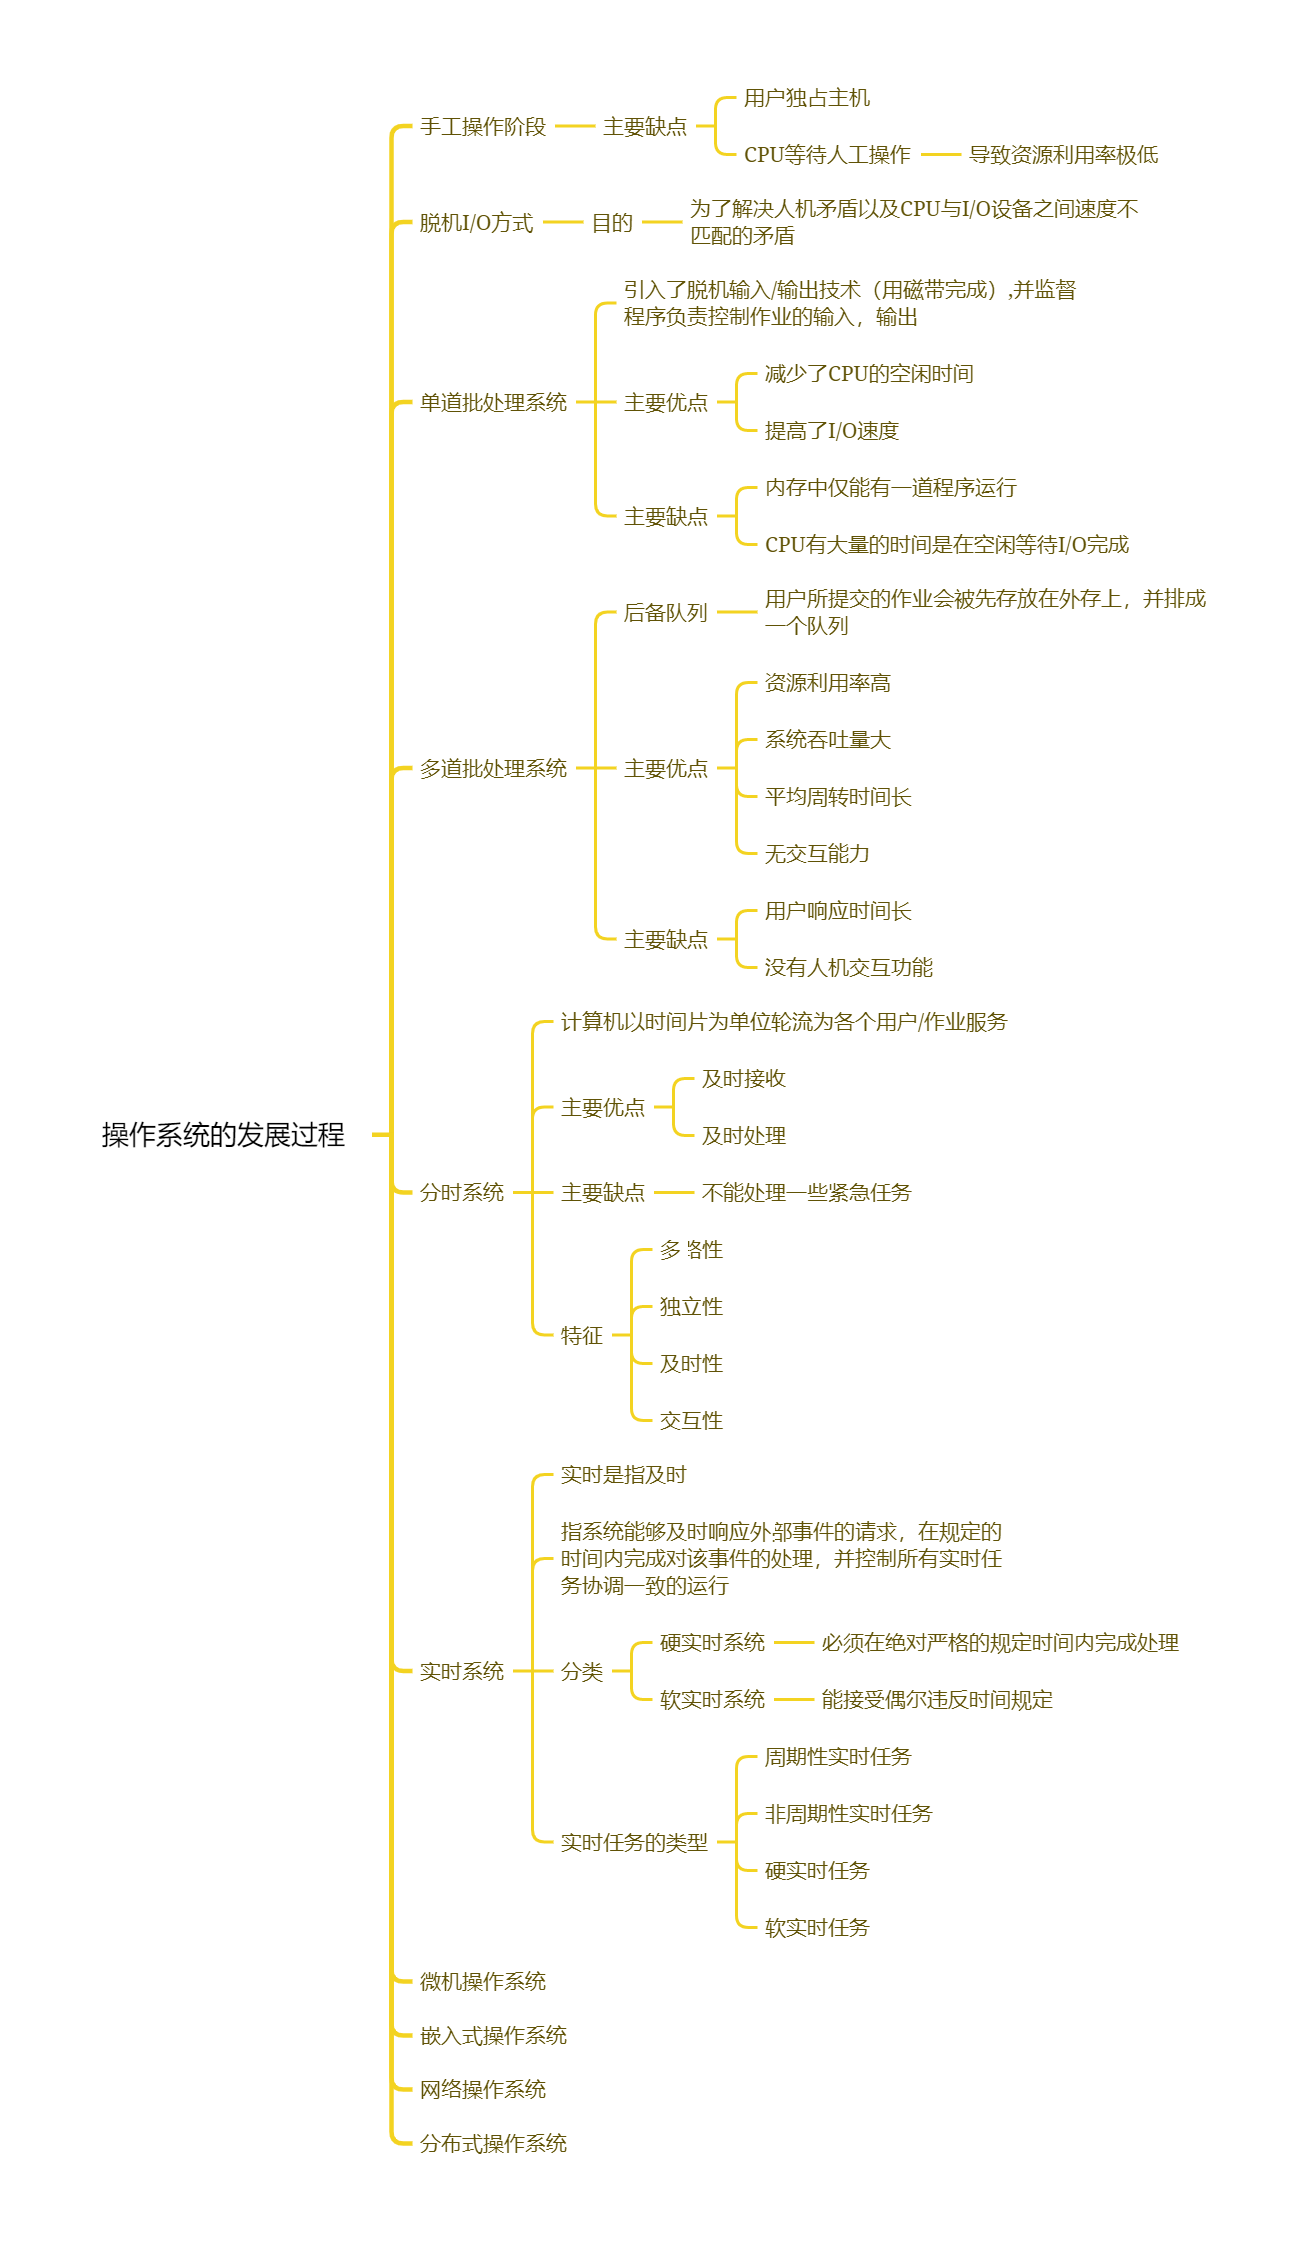 手工操作阶段
主要缺点
用户独占主机
CPU等待人工操作
导致资源利用率极低
脱机I/O方式
目的
为了解决人机矛盾以及CPU与I/O设备之间速度不
匹配的矛盾
单道批处理系统
引入了脱机输入/输出技术（用磁带完成）,并监督
程序负责控制作业的输入，输出
主要优点
减少了CPU的空闲时间
提高了I/O速度
主要缺点
内存中仅能有一道程序运行
CPU有大量的时间是在空闲等待I/O完成
多道批处理系统
后备队列
用户所提交的作业会被先存放在外存上，并排成
一个队列
主要优点
资源利用率高
系统吞吐量大
平均周转时间长
无交互能力
主要缺点
用户响应时间长
没有人机交互功能
操作系统的发展过程
分时系统
计算机以时间片为单位轮流为各个用户/作业服务
主要优点
及时接收
及时处理
主要缺点
不能处理一些紧急任务
特征
多路性
独立性
及时性
交互性
实时系统
实时是指及时
指系统能够及时响应外部事件的请求，在规定的
时间内完成对该事件的处理，并控制所有实时任
务协调一致的运行
分类
硬实时系统
必须在绝对严格的规定时间内完成处理
软实时系统
能接受偶尔违反时间规定
实时任务的类型
周期性实时任务
非周期性实时任务
硬实时任务
软实时任务
微机操作系统
嵌入式操作系统
网络操作系统
分布式操作系统